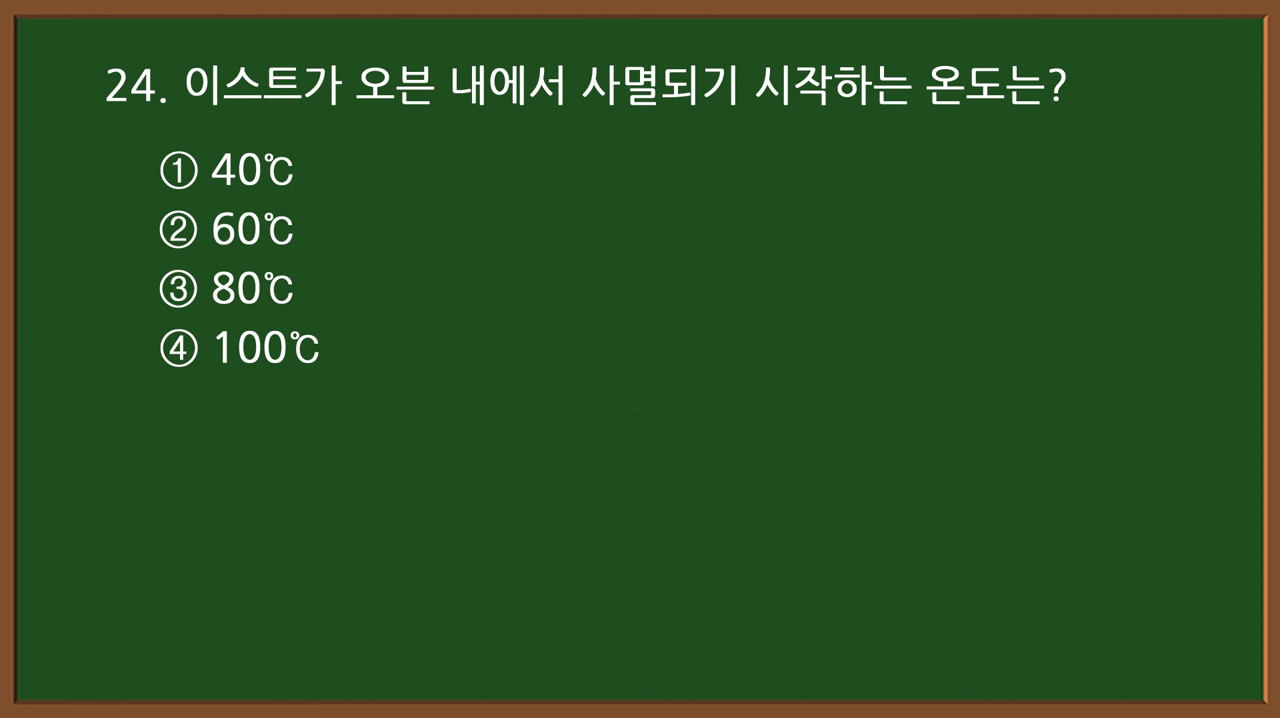 24. 이스트가 오븐 내에서 사멸되기 시작하는 온도는?
① 40℃
② 60℃
③ 80℃
④ 100℃